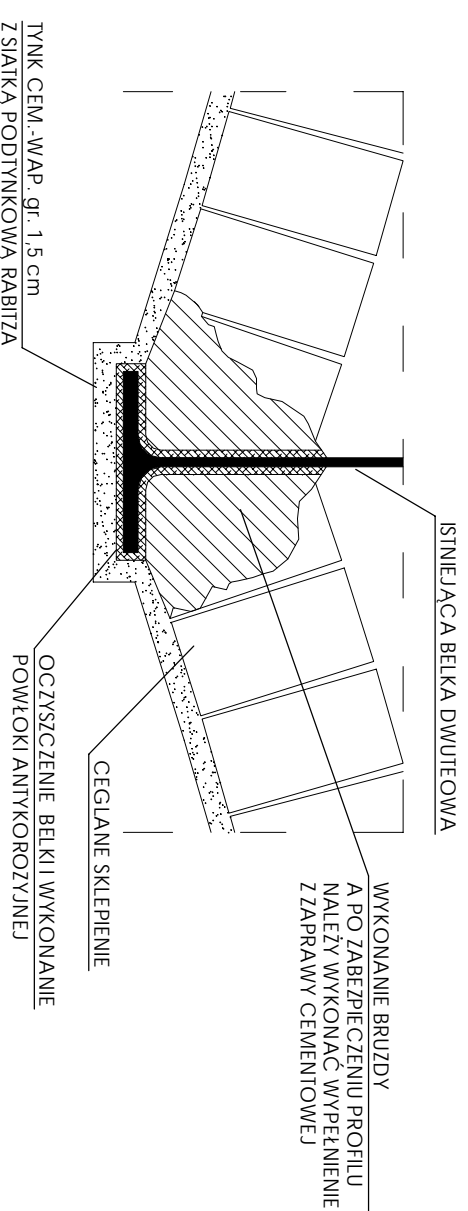 ISTNIEJĄCA BELKA DWUTEOWA
WYKONANIE BRUZDY
A PO ZABEZPIECZENIU PROFILU
NALEŻY WYKONAĆ WYPEŁNIENIE
Z ZAPRAWY CEMENTOWEJ
CEGLANE SKLEPIENIE
OCZYSZCZENIE BELKI I WYKONANIE
POWŁOKI ANTYKOROZYJNEJ
TYNK CEM.-WAP. gr. 1,5 cm
Z SIATKĄ PODTYNKOWĄ RABITZA